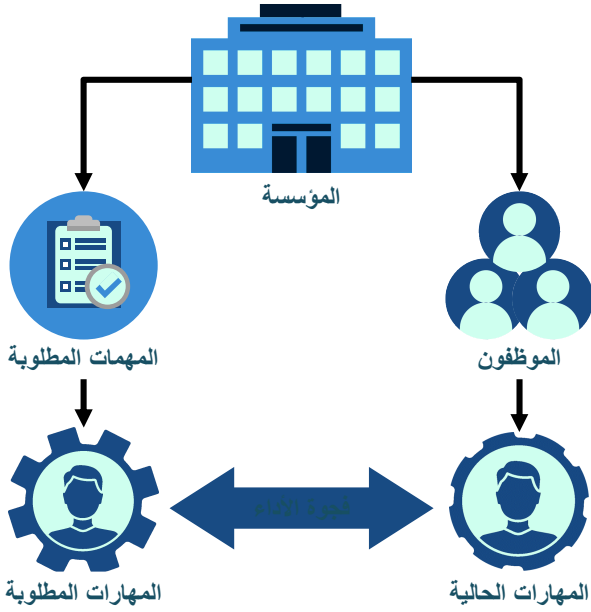 المؤسسة
الموظفون
المهمات المطلوبة
المهارات الحالية
المهارات المطلوبة